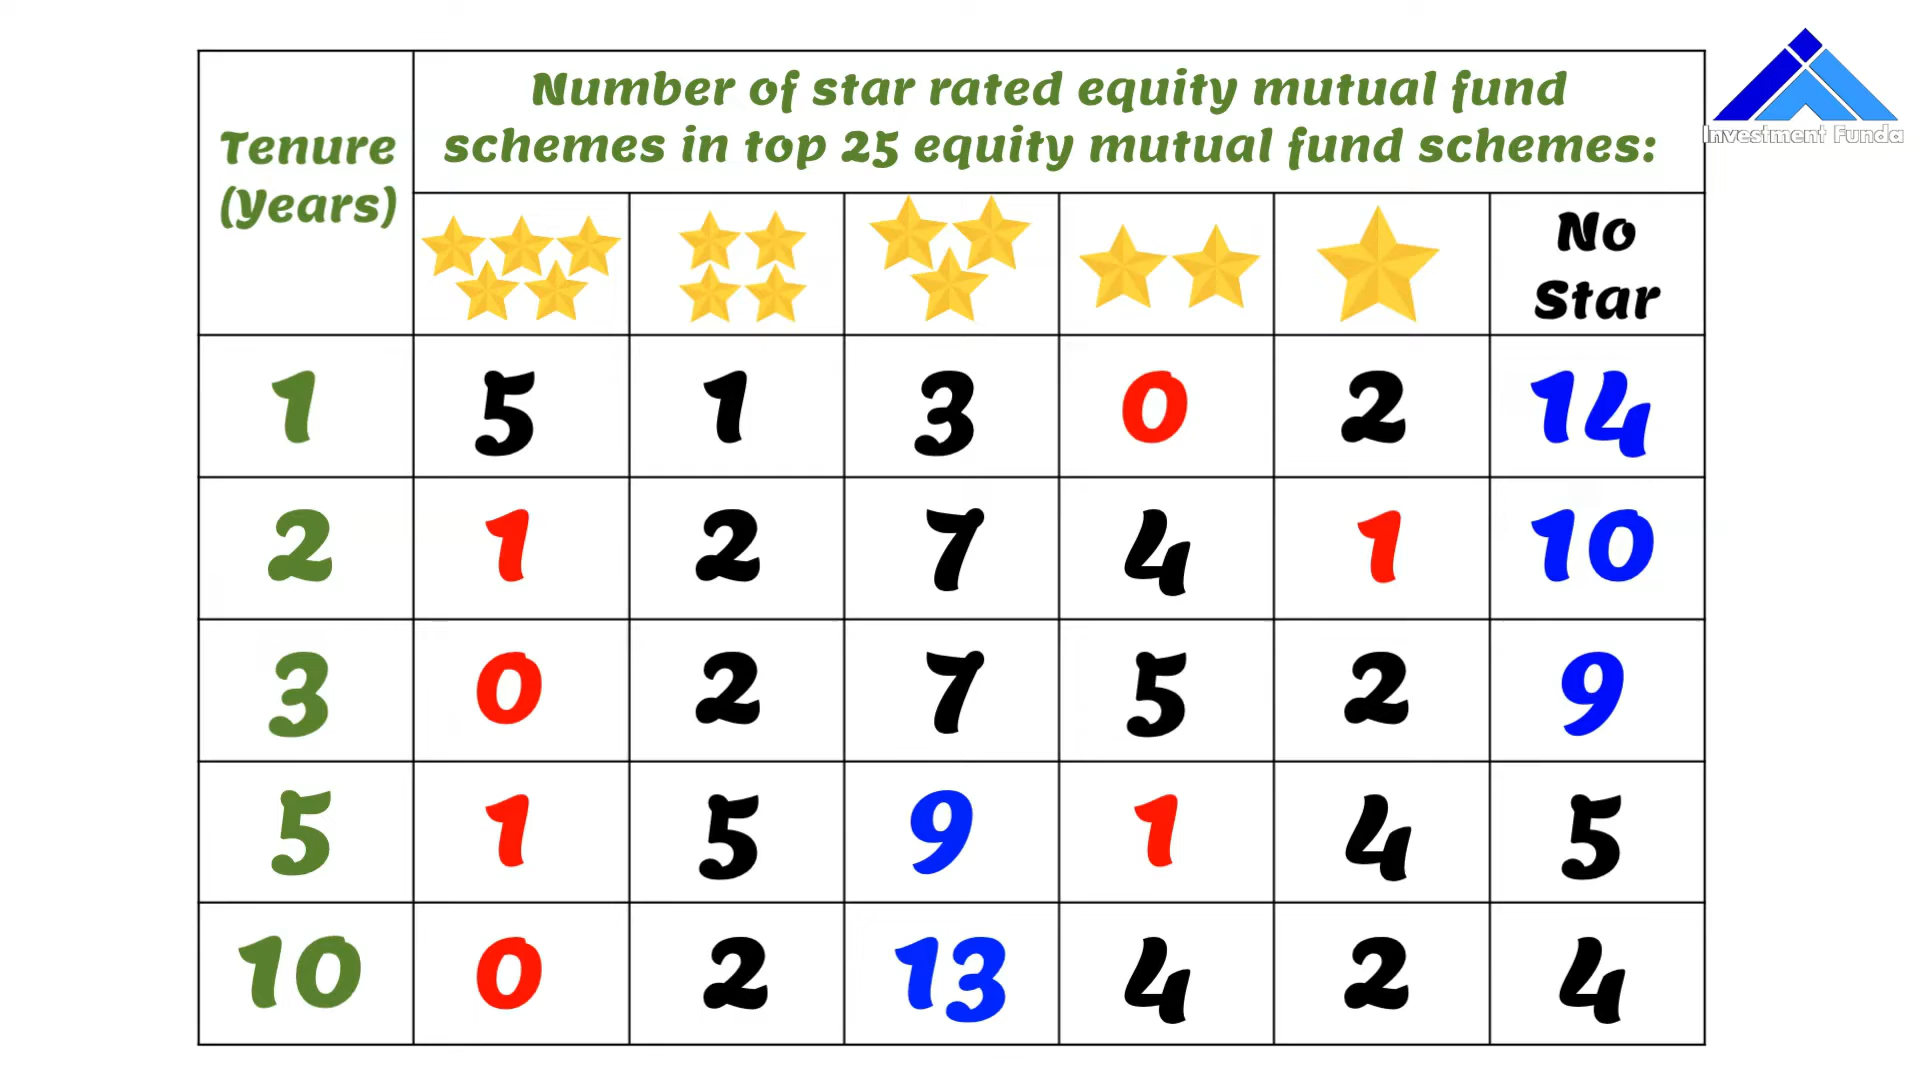 Number of star rated equity mutual fund
schemes in top 25 equity mutual fund schemes:
Tenure
(Years)
No
Star
1 5 1 3 0 2 14
2 1 2 7 4 1 10
3 0 2 7 5 2 9
5 1 5 9 1 4 5
10 0 2 13 4 2 4
Investment Funda